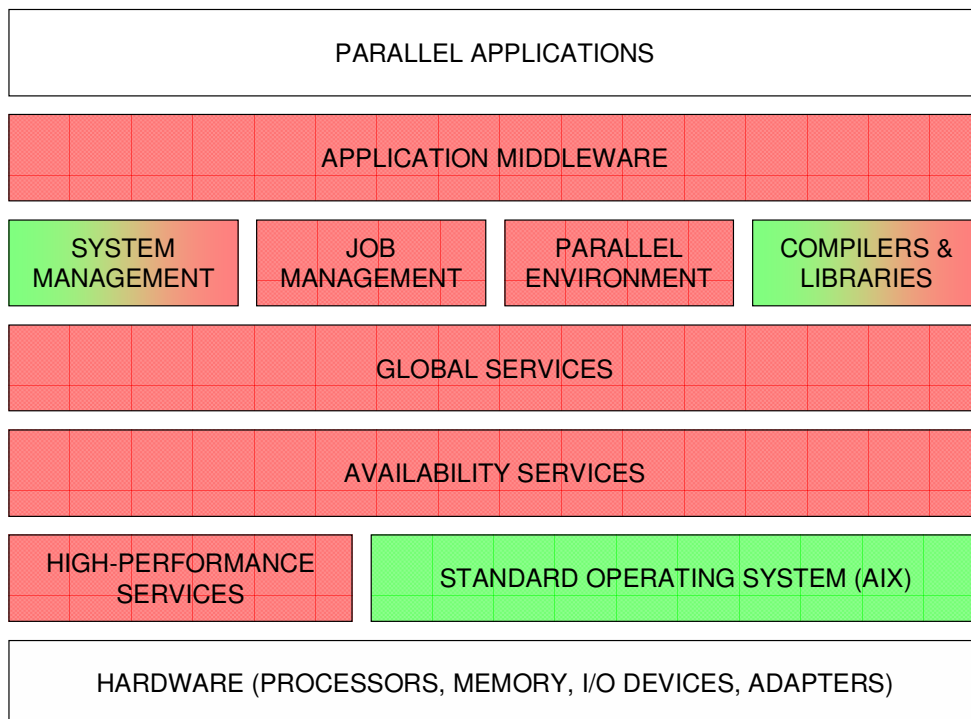 PARALLEL APPLICATIONS
APPLICATION MIDDLEWARE
SYSTEM
MANAGEMENT
JOB
MANAGEMENT
PARALLEL
ENVIRONMENT
COMPILERS &
LIBRARIES
GLOBAL SERVICES
AVAILABILITY SERVICES
HIGH-PERFORMANCE
SERVICES
STANDARD OPERATING SYSTEM (AIX)
HARDWARE (PROCESSORS, MEMORY, I/O DEVICES, ADAPTERS)